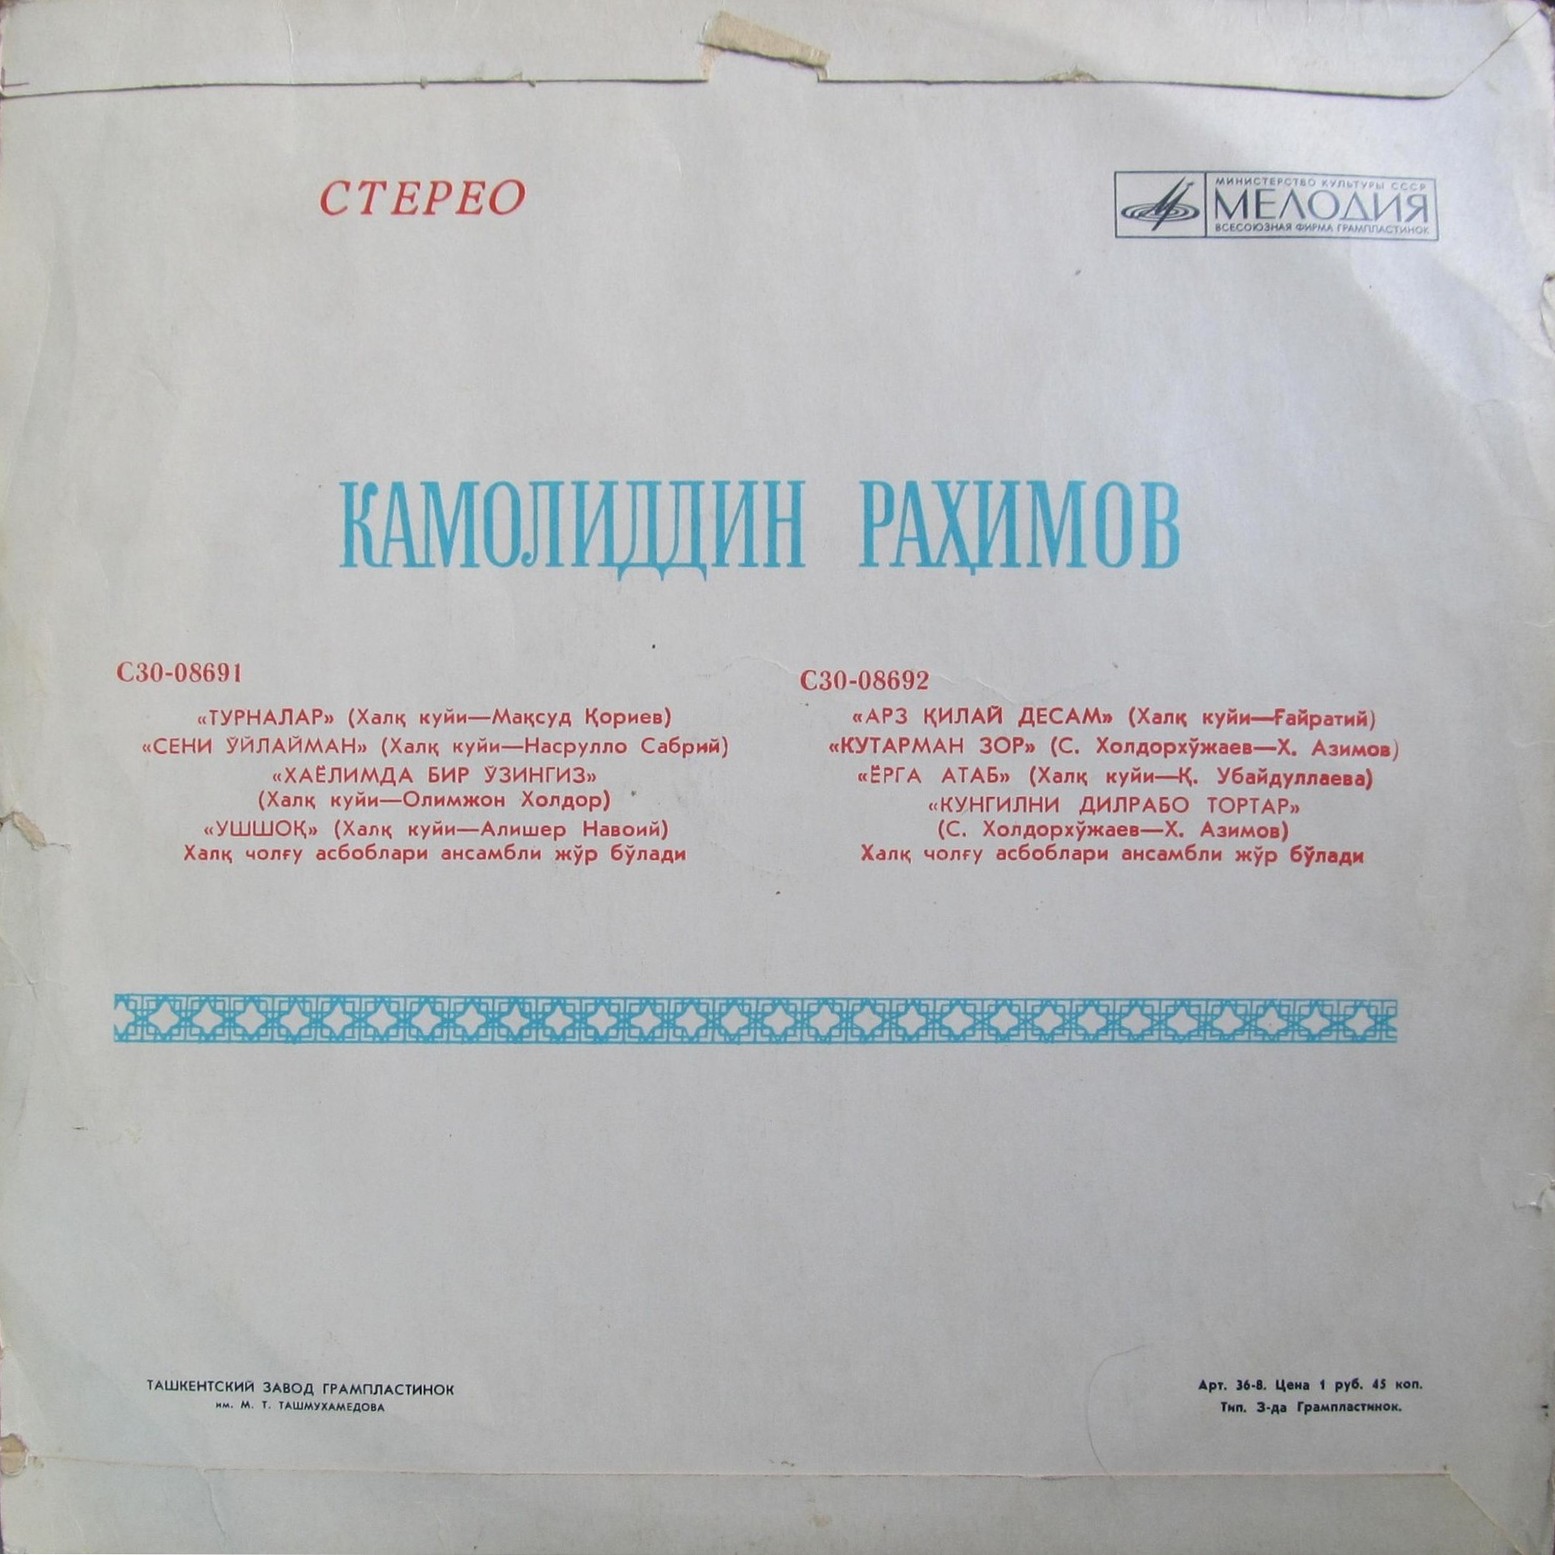 СТЕРЕО
МИНИСТЕРСТВО КУЛЬТУРЫ СССР
МЕЛОДИЯ
ВСЕСОЮЗНАЯ ФИРМА ГРАМПЛАСТИНОК
КАМОЛИДДИН РАҲИМОВ
С30-08691
«ТУРНАЛАР» (Халқ куйи—Мақсуд Қориев)
«СЕНИ ЎЙЛАЙМАН» (Халқ куйи—Насрулло Сабрий)
«ХАЁЛИМДА БИР ЎЗИНГИЗ»
(Халқ куйи—Олимжон Холдор)
«УШШОҚ» (Халқ куйи—Алишер Навоий)
Халқ чолғу асбоблари ансамбли жўр бўлади
С30-08692
«АРЗ ҚИЛАЙ ДЕСАМ» (Халқ куйи—Ғайратий)
«КУТАРМАН ЗОР» (С. Холдорхўжаев—Х. Азимов)
«ЁРГА АТАБ» (Халқ куйи—Қ. Убайдуллаева)
«КУНГИЛНИ ДИЛРАБО ТОРТАР»
(С. Холдорхўжаев—Х. Азимов)
Халқ чолғу асбоблари ансамбли жўр бўлади
ТАШКЕНТСКИЙ ЗАВОД ГРАМПЛАСТИНОК
им. М. Т. ТАШМУХАМЕДОВА
Арт. 36-8. Цена 1 руб. 45 коп.
Тип. З-да Грампластинок.